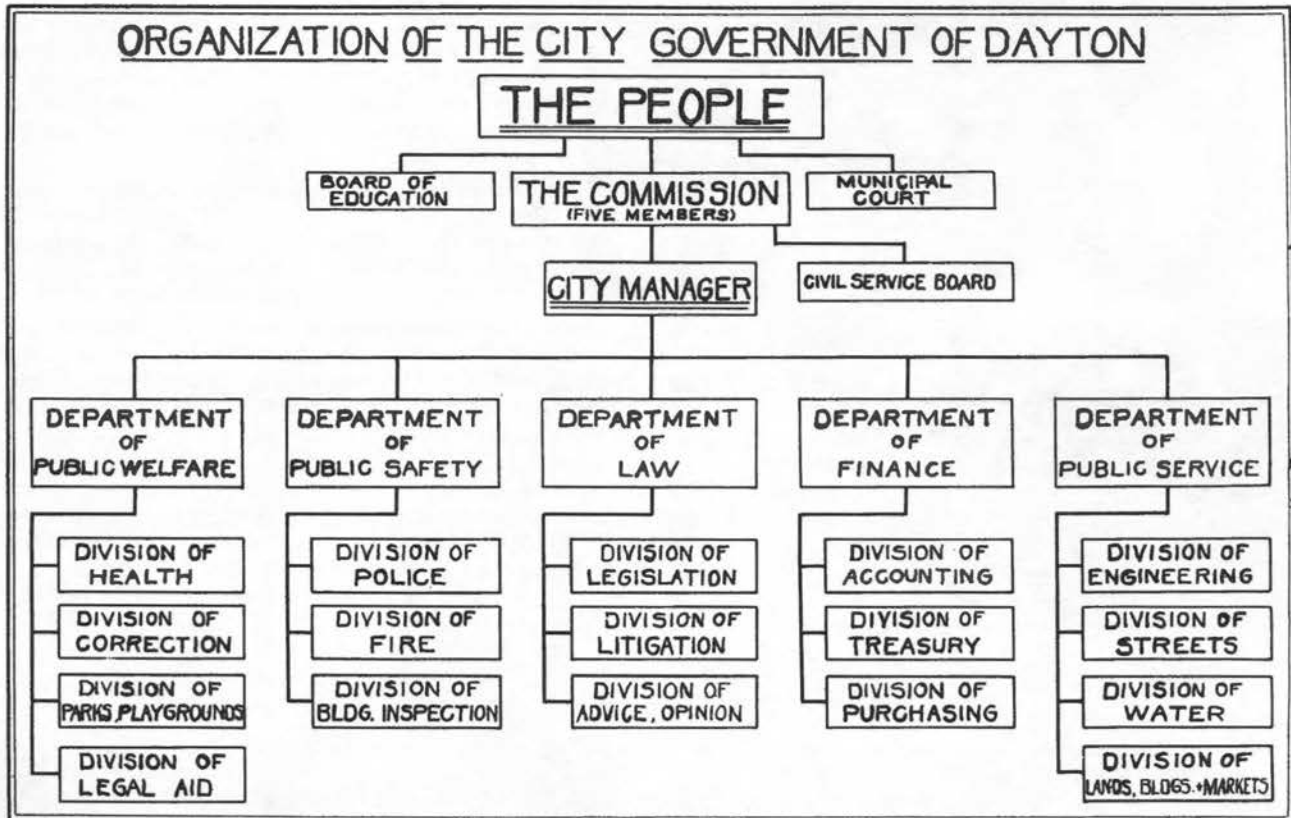 ORGANIZATION OF THE CITY GOVERNMENT OF DAYTON
THE PEOPLE
BOARD OF
EDUCATION
THE COMMISSION
(FIVE MEMBERS)
MUNICIPAL
COURT
CITY MANAGER
CIVIL SERVICE BOARD
DEPARTMENT
OF
PUBLIC WELFARE
DEPARTMENT
OF
PUBLIC SAFETY
DEPARTMENT
OF
LAW
DEPARTMENT
OF
FINANCE
DEPARTMENT
OF
PUBLIC SERVICE
DIVISION OF
HEALTH
DIVISION OF
CORRECTION
DIVISION OF
PARKS, PLAYGROUNDS
DIVISION OF
LEGAL AID
DIVISION OF
POLICE
DIVISION OF
FIRE
DIVISION OF
BLDG. INSPECTION
DIVISION OF
LEGISLATION
DIVISION OF
LITIGATION
DIVISION OF
ADVICE, OPINION
DIVISION OF
ACCOUNTING
DIVISION OF
TREASURY
DIVISION OF
PURCHASING
DIVISION OF
ENGINEERING
DIVISION OF
STREETS
DIVISION OF
WATER
DIVISION OF
LANDS, BLDGS. + MARKETS